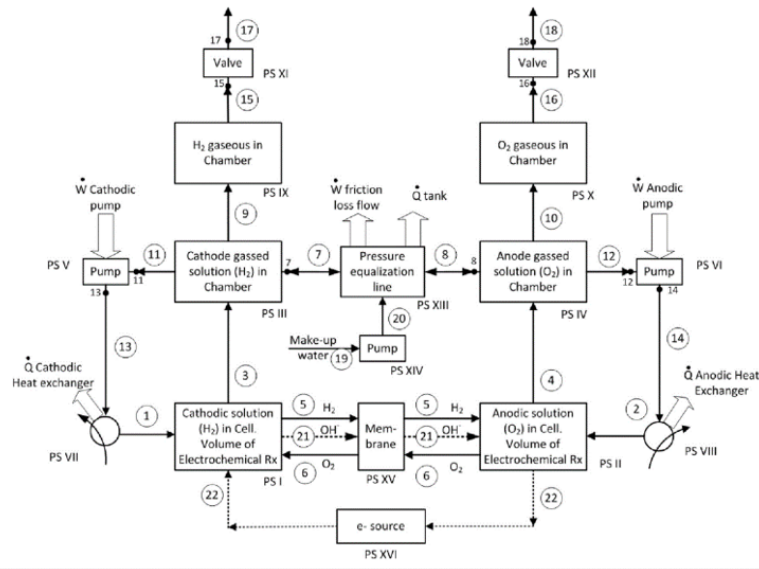 17
18
17
18
Valve
PS XI
Valve
PS XII
15
16
15
16
H₂ gaseous in
Chamber
PS IX
O₂ gaseous in
Chamber
PS X
Ẇ Cathodic
pump
Ẇ friction
loss flow
Q̇ tank
Ẇ Anodic
pump
9
10
PS V
Pump
11
11
13
Cathode gassed
solution (H₂) in
Chamber
PS III
7
7
Pressure
equalization
line
PS XIII
8
8
Anode gassed
solution (O₂) in
Chamber
PS IV
12
12
Pump
14
PS VI
20
Make-up
water
19
Pump
PS XIV
13
14
Q̇ Cathodic
Heat exchanger
3
4
Q̇ Anodic Heat
Exchanger
1
PS VII
Cathodic solution
(H₂) in Cell.
Volume of
Electrochemical Rx
PS I
5
H₂
21
OH⁻
6
O₂
Mem-
brane
PS XV
5
H₂
21
OH⁻
6
O₂
Anodic solution
(O₂) in Cell.
Volume of
Electrochemical Rx
PS II
2
PS VIII
22
22
e- source
PS XVI